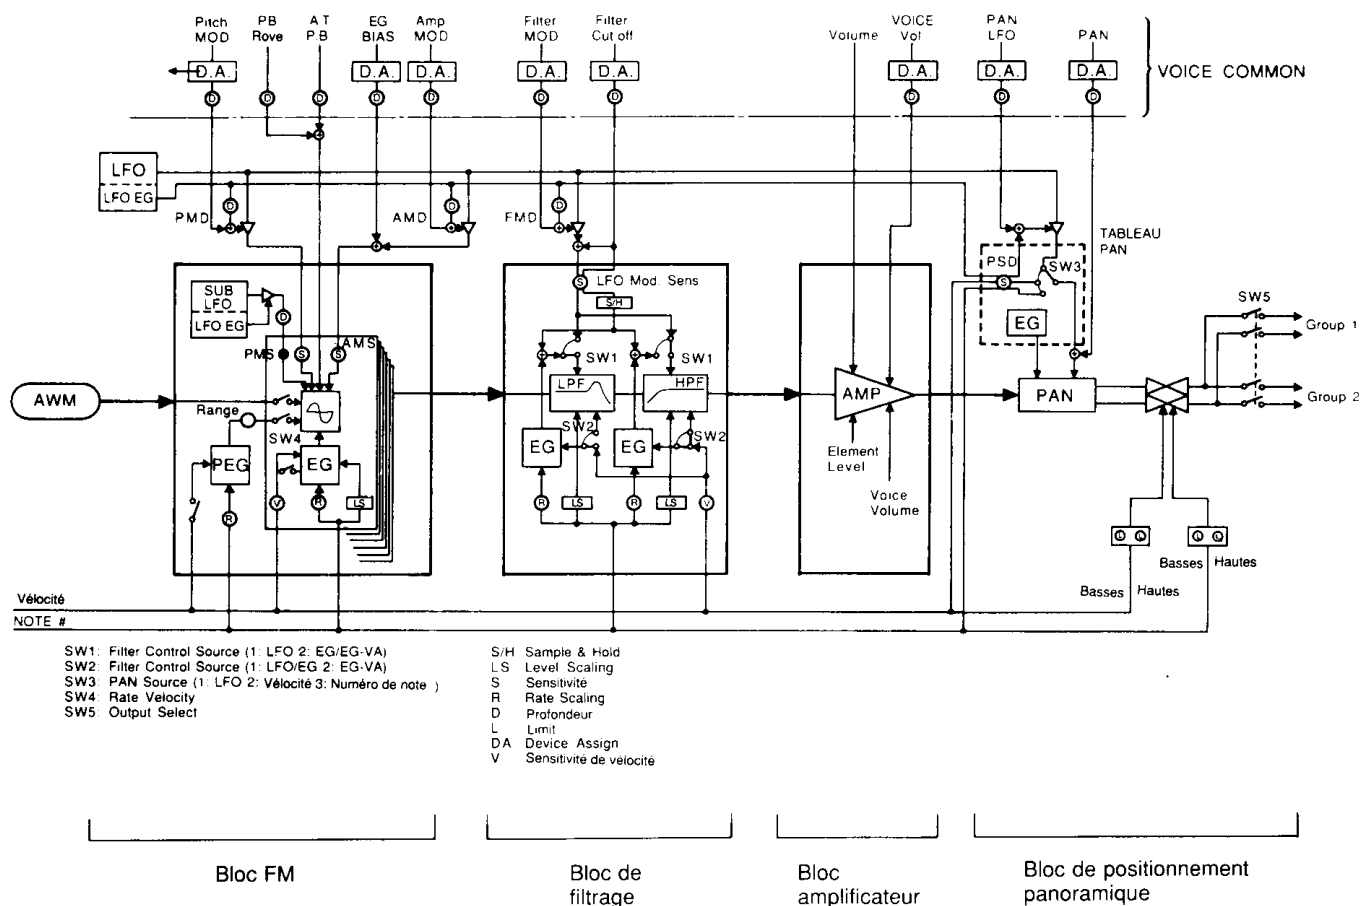 Pitch MOD
PB Rove
A.T P.B
EG BIAS
Amp MOD
Filter MOD
Filter Cut off
Volume
VOICE Vol
PAN LFO
PAN
D.A.
D.A.
D.A.
D.A.
D.A.
D.A.
D.A.
D.A.
VOICE COMMON
D
D
D
D
D
D
D
D
D
D
LFO
LFO EG
D
D
D
PMD
AMD
FMD
TABLEAU PAN
PSD
SW3
S
EG
SUB LFO
LFO EG
D
PMS
S
S
AMS
S
LFO Mod. Sens
S/H
SW1
SW1
LPF
HPF
SW2
SW2
EG
EG
R
LS
R
LS
V
AWM
Range
SW4
PEG
EG
R
V
R
LS
AMP
Element Level
Voice Volume
PAN
SW5
Group 1
Group 2
L L
L L
Basses
Hautes
Basses
Hautes
Vélocité
NOTE #
SW1: Filter Control Source (1: LFO 2: EG/EG-VA)
SW2: Filter Control Source (1: LFO/EG 2: EG-VA)
SW3: PAN Source (1: LFO 2: Vélocité 3: Numéro de note )
SW4: Rate Velocity
SW5: Output Select
S/H Sample & Hold
LS Level Scaling
S Sensitivité
R Rate Scaling
D Profondeur
L Limit
DA Device Assign
V Sensitivité de vélocité
Bloc FM
Bloc de filtrage
Bloc amplificateur
Bloc de positionnement panoramique